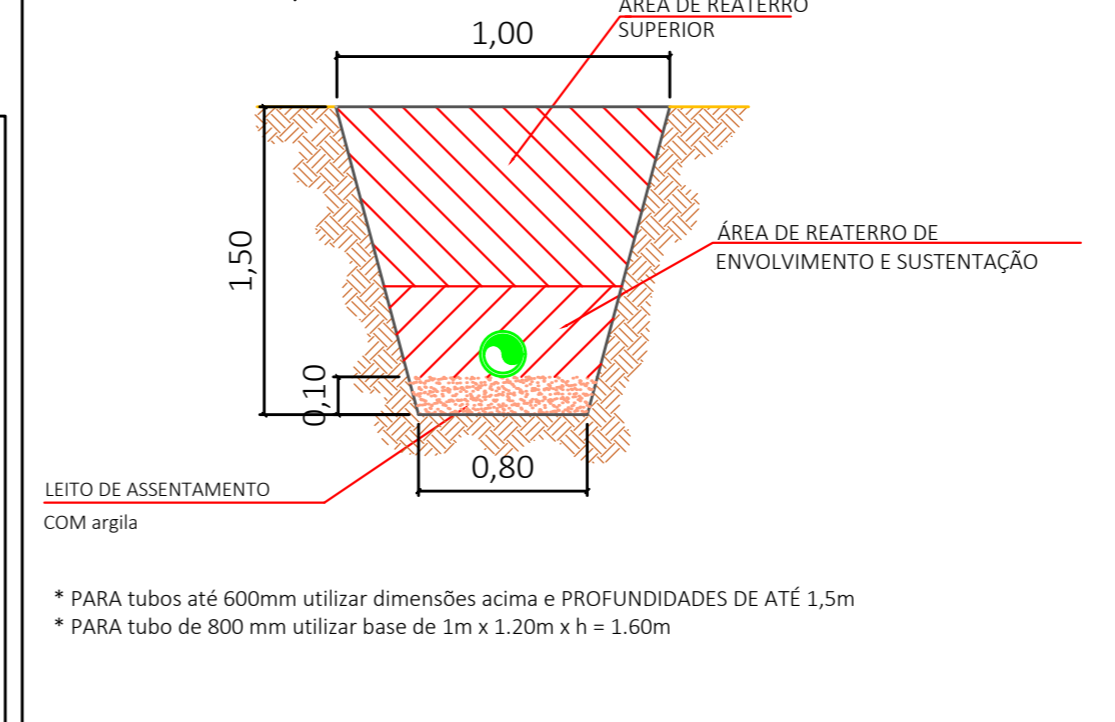 ÁREA DE REATERRO
SUPERIOR
1,00
1,50
ÁREA DE REATERRO DE
ENVOLVIMENTO E SUSTENTAÇÃO
0,10
0,80
LEITO DE ASSENTAMENTO
COM argila
* PARA tubos até 600mm utilizar dimensões acima e PROFUNDIDADES DE ATÉ 1,5m
* PARA tubo de 800 mm utilizar base de 1m x 1.20m x h = 1.60m